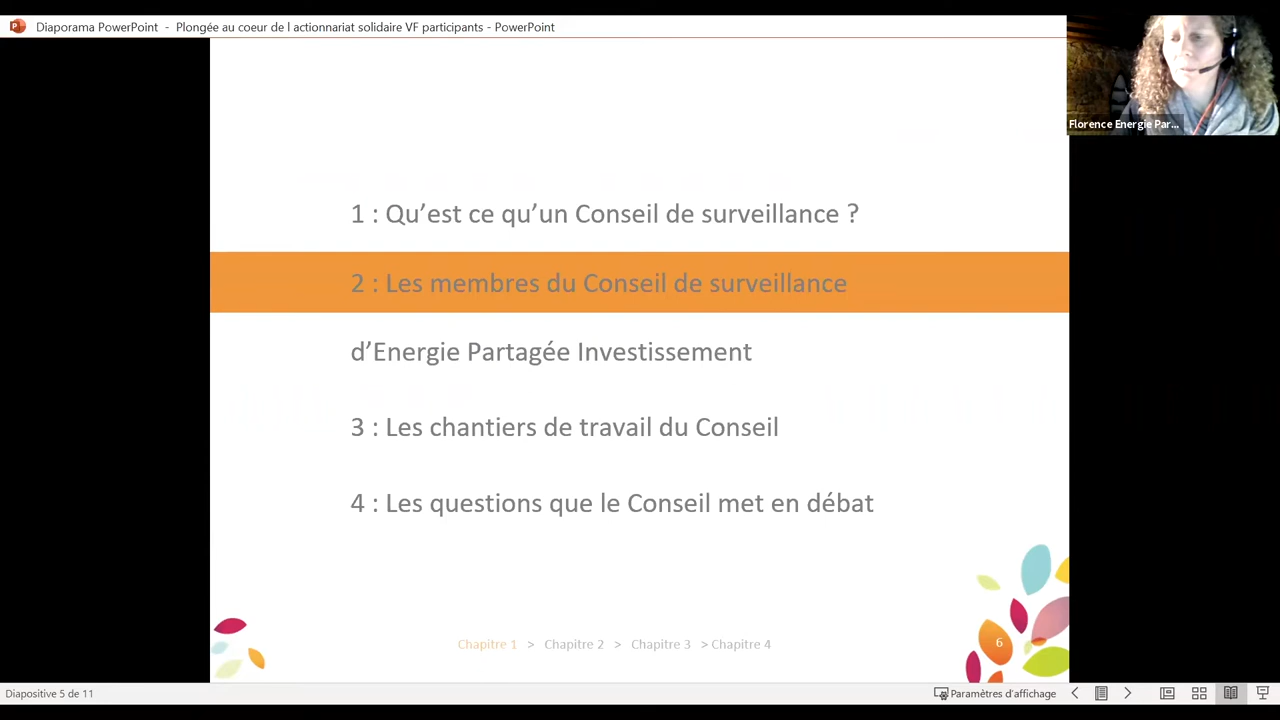 Diaporama PowerPoint - Plongée au coeur de l actionnariat solidaire VF participants - PowerPoint
Florence Energie Par...
1 : Qu’est ce qu’un Conseil de surveillance ?
2 : Les membres du Conseil de surveillance
d’Energie Partagée Investissement
3 : Les chantiers de travail du Conseil
4 : Les questions que le Conseil met en débat
Chapitre 1 > Chapitre 2 > Chapitre 3 > Chapitre 4
6
Diapositive 5 de 11
Paramètres d'affichage